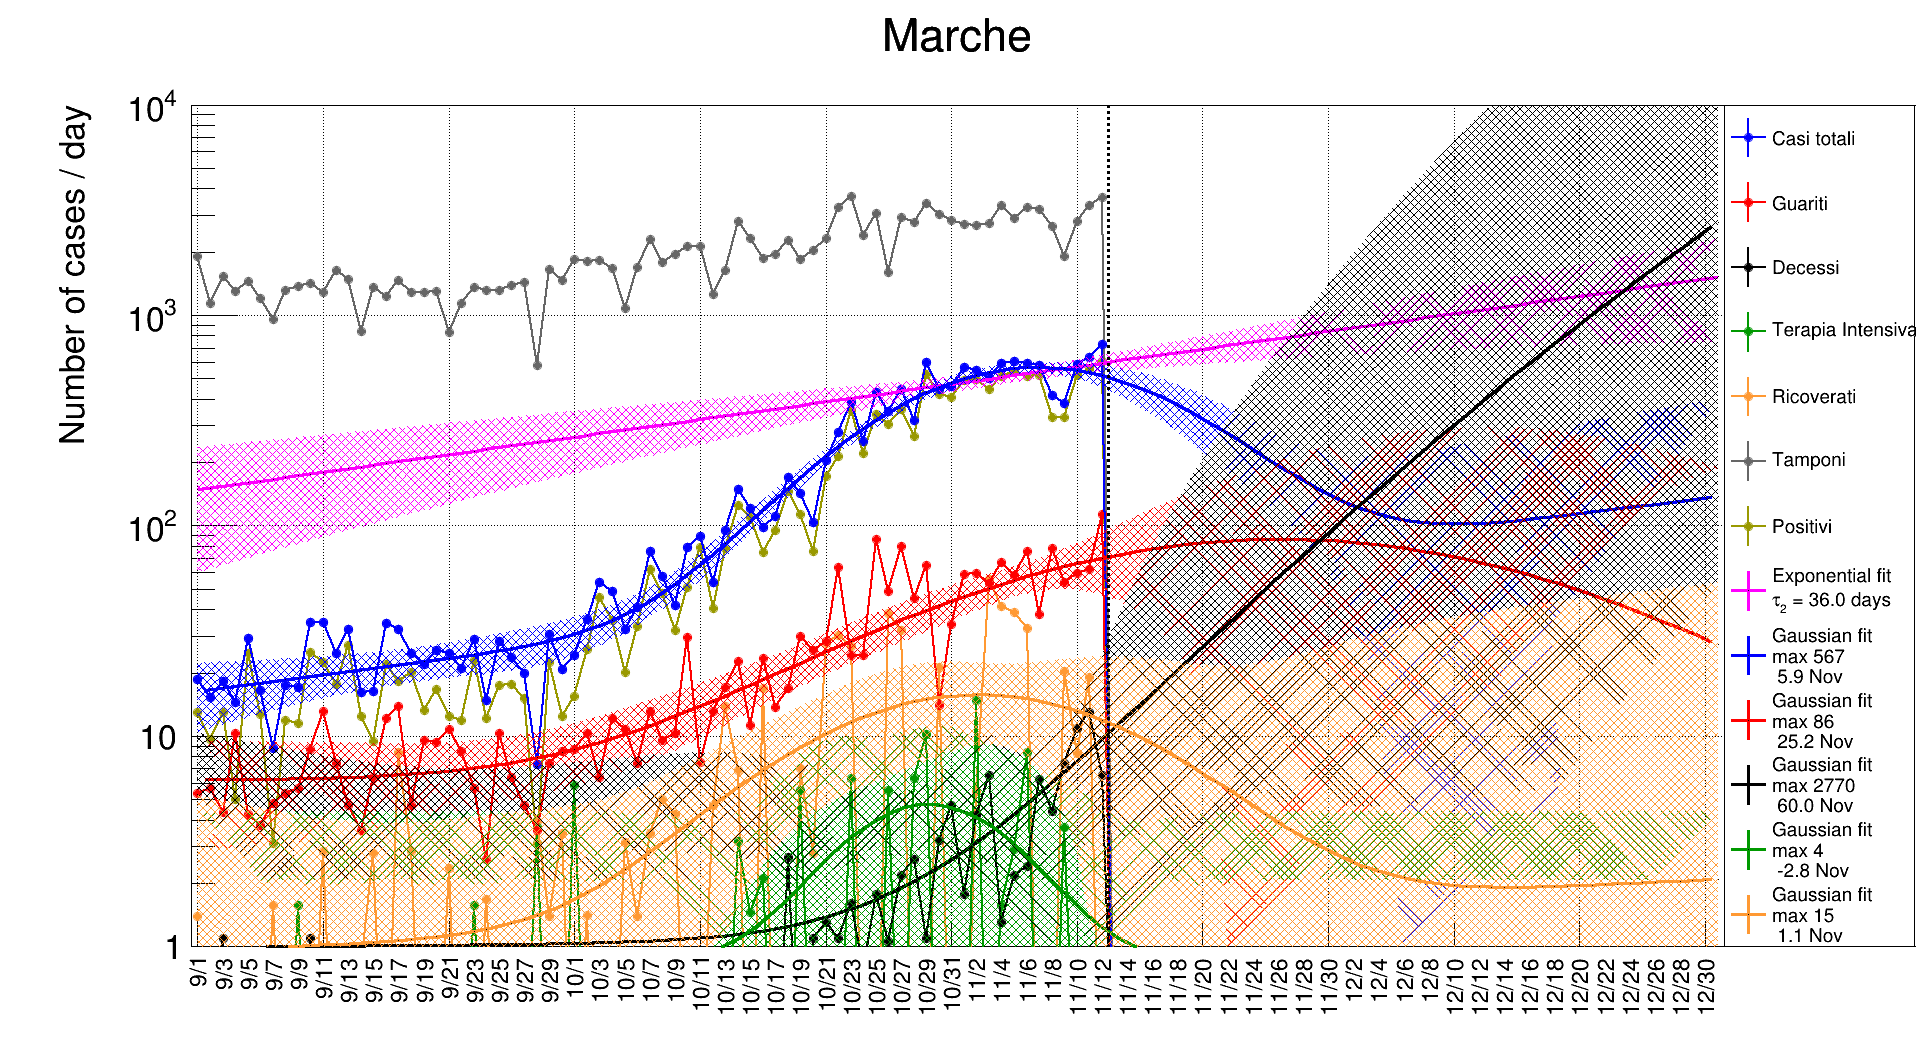 Marche
Number of cases / day
10^4
10^3
10^2
10
1
9/1 9/3 9/5 9/7 9/9 9/11 9/13 9/15 9/17 9/19 9/21 9/23 9/25 9/27 9/29 10/1 10/3 10/5 10/7 10/9 10/11 10/13 10/15 10/17 10/19 10/21 10/23 10/25 10/27 10/29 10/31 11/2 11/4 11/6 11/8 11/10 11/12 11/14 11/16 11/18 11/20 11/22 11/24 11/26 11/28 11/30 12/2 12/4 12/6 12/8 12/10 12/12 12/14 12/16 12/18 12/20 12/22 12/24 12/26 12/28 12/30
Casi totali
Guariti
Decessi
Terapia Intensiva
Ricoverati
Tamponi
Positivi
Exponential fit
τ2 = 36.0 days
Gaussian fit
max 567
5.9 Nov
Gaussian fit
max 86
25.2 Nov
Gaussian fit
max 2770
60.0 Nov
Gaussian fit
max 4
-2.8 Nov
Gaussian fit
max 15
1.1 Nov